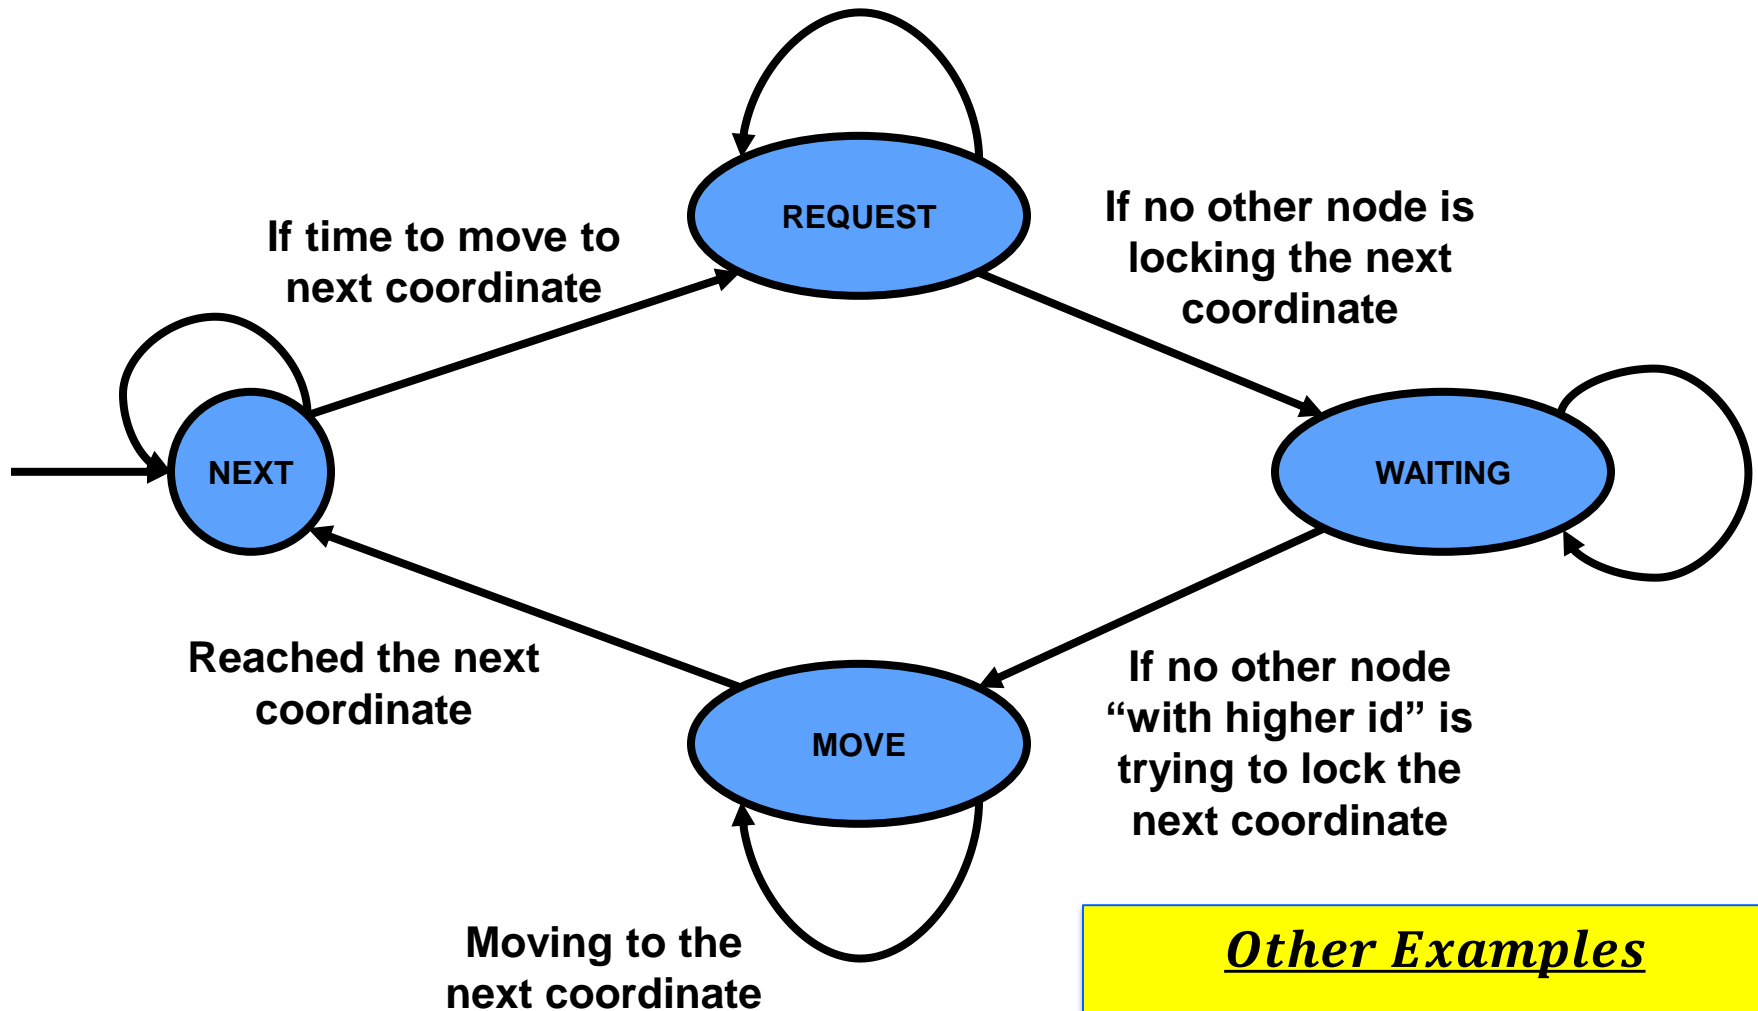 REQUEST
If time to move to
next coordinate
If no other node is
locking the next
coordinate
NEXT
WAITING
Reached the next
coordinate
MOVE
If no other node
“with higher id” is
trying to lock the
next coordinate
Moving to the
next coordinate
Other Examples